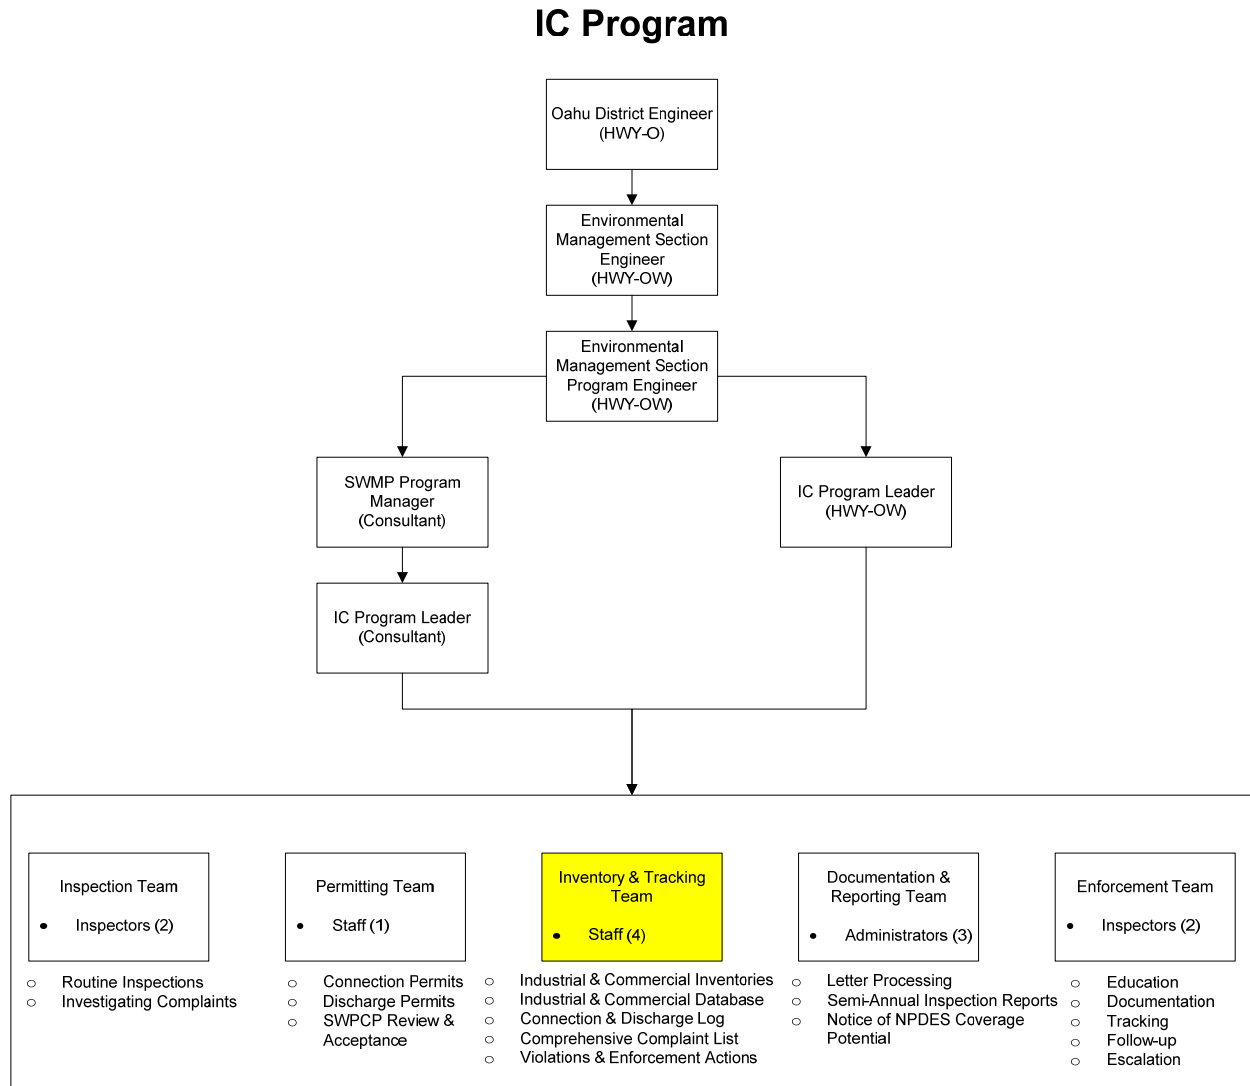 IC Program
Oahu District Engineer
(HWY-O)
Environmental
Management Section
Engineer
(HWY-OW)
Environmental
Management Section
Program Engineer
(HWY-OW)
SWMP Program
Manager
(Consultant)
IC Program Leader
(HWY-OW)
IC Program Leader
(Consultant)
Inspection Team
• Inspectors (2)
○ Routine Inspections
○ Investigating Complaints
Permitting Team
• Staff (1)
○ Connection Permits
○ Discharge Permits
○ SWPCP Review &
Acceptance
Inventory & Tracking
Team
• Staff (4)
○ Industrial & Commercial Inventories
○ Industrial & Commercial Database
○ Connection & Discharge Log
○ Comprehensive Complaint List
○ Violations & Enforcement Actions
Documentation &
Reporting Team
• Administrators (3)
○ Letter Processing
○ Semi-Annual Inspection Reports
○ Notice of NPDES Coverage
Potential
Enforcement Team
• Inspectors (2)
○ Education
○ Documentation
○ Tracking
○ Follow-up
○ Escalation